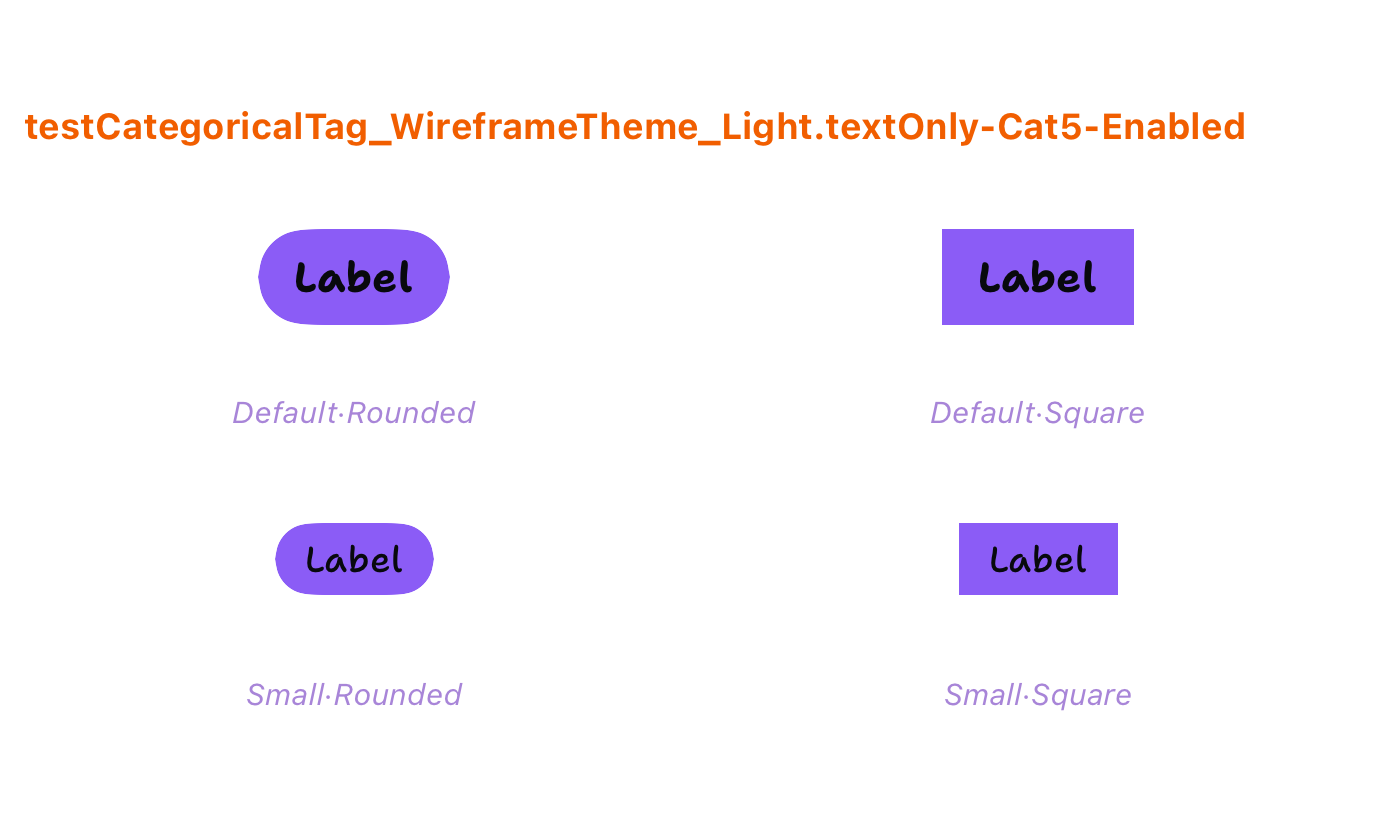 testCategoricalTag_WireframeTheme_Light.textOnly-Cat5-Enabled
Label
Label
Default·Rounded
Default·Square
Label
Label
Small·Rounded
Small·Square